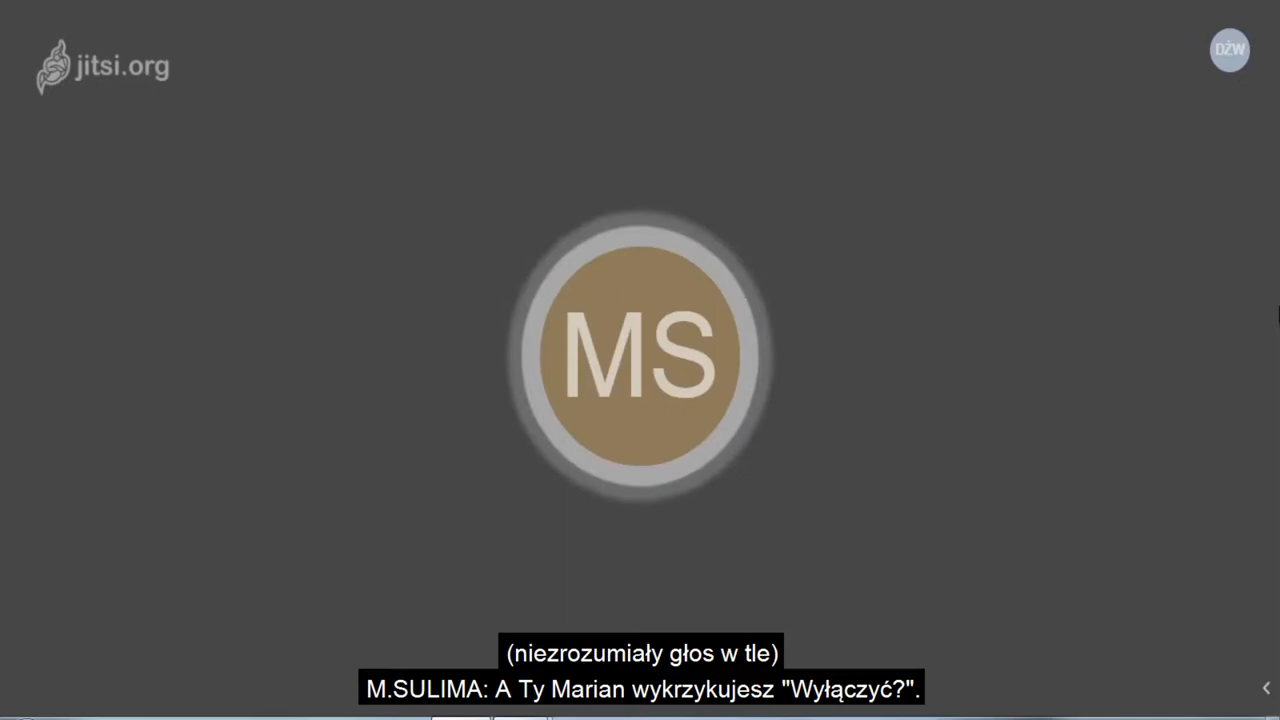 jitsi.org
DŻW
MS
(niezrozumiały głos w tle)
M.SULIMA: A Ty Marian wykrzykujesz "Wyłączyć?".